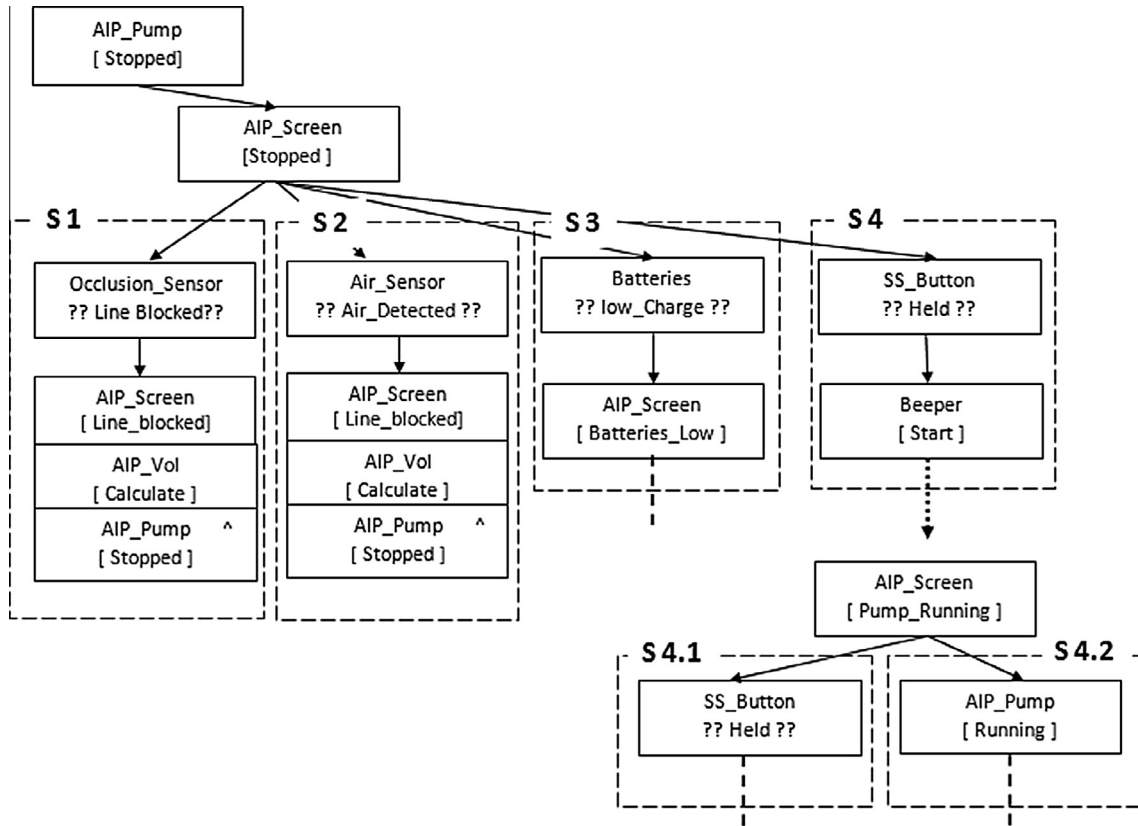 AIP_Pump
[ Stopped]
AIP_Screen
[Stopped ]
S 1
Occlusion_Sensor
?? Line Blocked??
AIP_Screen
[ Line_blocked]
AIP_Vol
[ Calculate ]
AIP_Pump ^
[ Stopped ]
S 2
Air_Sensor
?? Air_Detected ??
AIP_Screen
[ Line_blocked]
AIP_Vol
[ Calculate ]
AIP_Pump ^
[ Stopped ]
S 3
Batteries
?? low_Charge ??
AIP_Screen
[ Batteries_Low ]
S 4
SS_Button
?? Held ??
Beeper
[ Start ]
AIP_Screen
[ Pump_Running ]
S 4.1
SS_Button
?? Held ??
S 4.2
AIP_Pump
[ Running ]